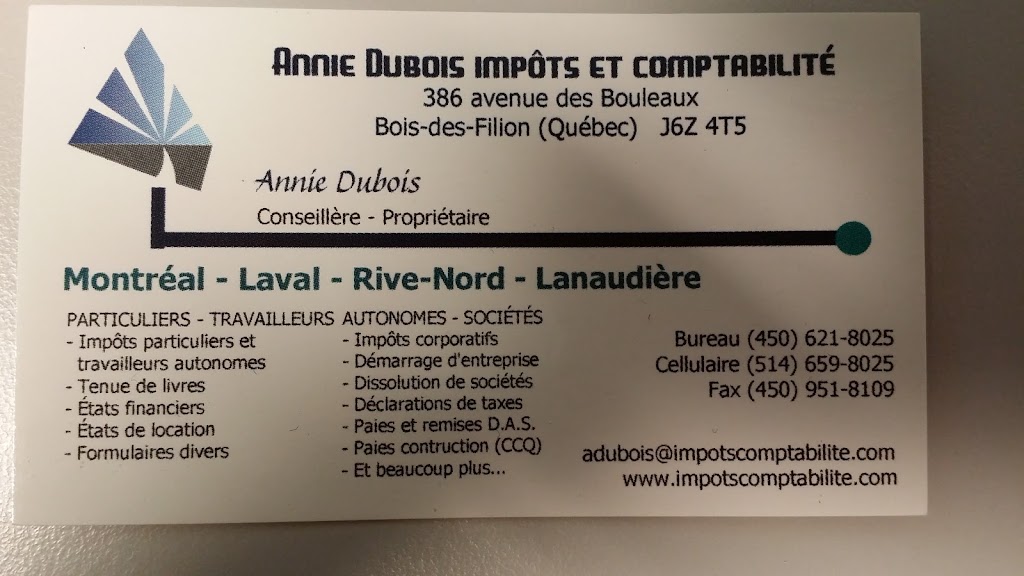 Annie Dubois impôts et comptabilité
386 avenue des Bouleaux
Bois-des-Filion (Québec) J6Z 4T5
Annie Dubois
Conseillère - Propriétaire
Montréal - Laval - Rive-Nord - Lanaudière
PARTICULIERS - TRAVAILLEURS AUTONOMES - SOCIÉTÉS
- Impôts particuliers et
travailleurs autonomes
- Tenue de livres
- États financiers
- États de location
- Formulaires divers
- Impôts corporatifs
- Démarrage d'entreprise
- Dissolution de sociétés
- Déclarations de taxes
- Paies et remises D.A.S.
- Paies contruction (CCQ)
- Et beaucoup plus...
Bureau (450) 621-8025
Cellulaire (514) 659-8025
Fax (450) 951-8109
adubois@impotscomptabilite.com
www.impotscomptabilite.com